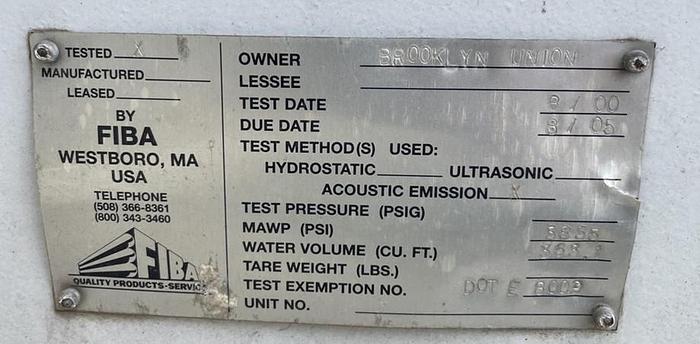 TESTED X
MANUFACTURED
LEASED
BY
FIBA
WESTBORO, MA
USA
TELEPHONE
(508) 366-8361
(800) 343-3460
FIBA
QUALITY PRODUCTS-SERVICE
OWNER BROOKLYN UNION
LESSEE
TEST DATE 8/00
DUE DATE 8/05
TEST METHOD(S) USED:
HYDROSTATIC ULTRASONIC
ACOUSTIC EMISSION X
TEST PRESSURE (PSIG)
MAWP (PSI)
WATER VOLUME (CU. FT.)
TARE WEIGHT (LBS.)
TEST EXEMPTION NO. DOT E 8009
UNIT NO.